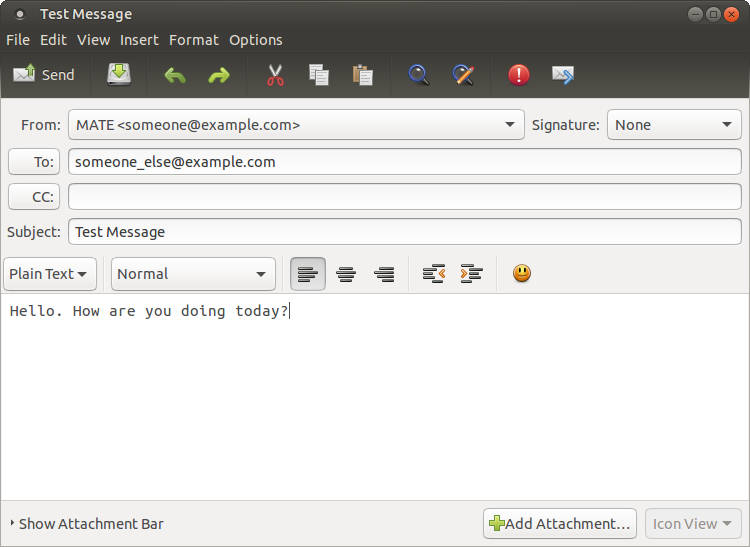 Test Message
File Edit View Insert Format Options
Send
From: MATE <someone@example.com> Signature: None
To: someone_else@example.com
CC:
Subject: Test Message
Plain Text Normal
Hello. How are you doing today?
Show Attachment Bar Add Attachment... Icon View